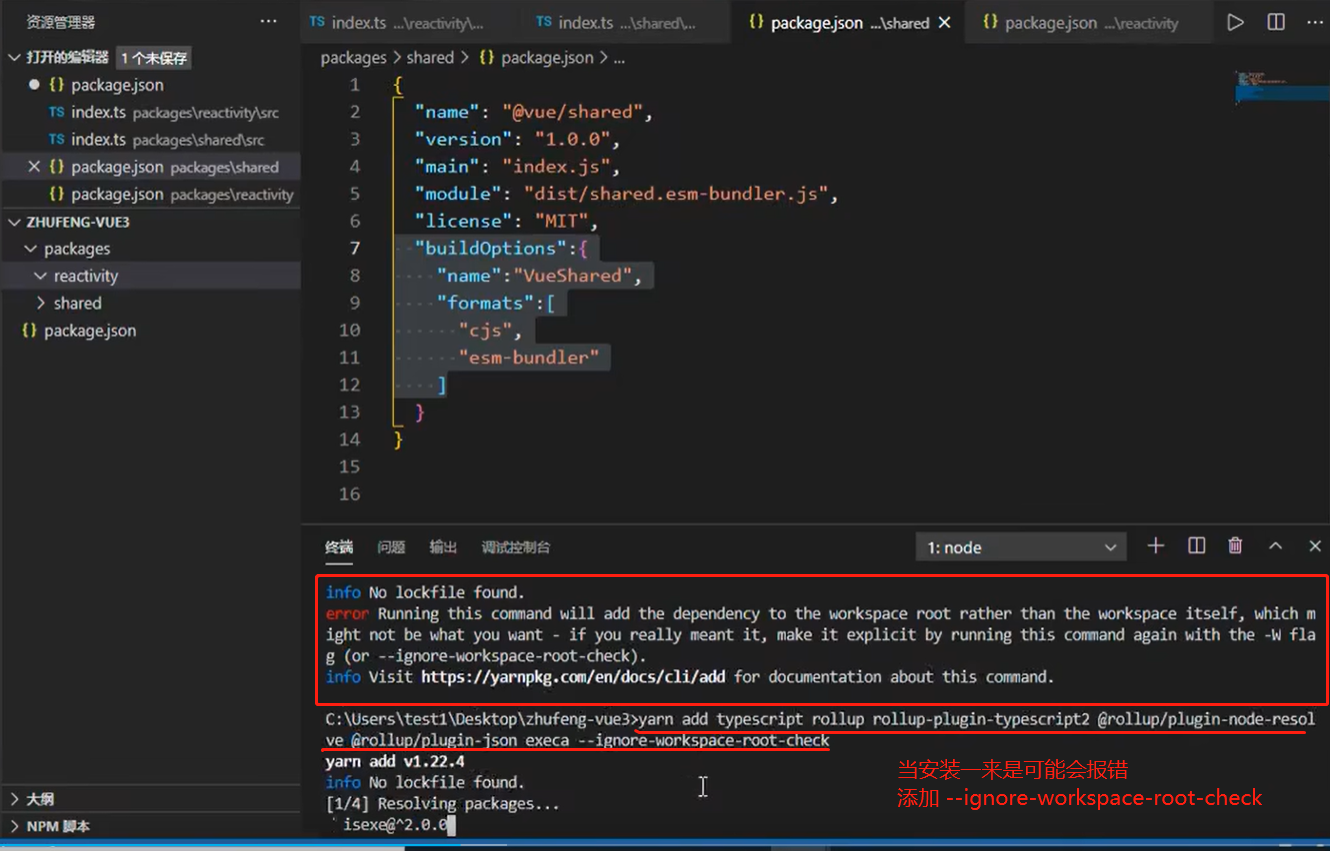 资源管理器 ···
打开的编辑器 1 个未保存
{} package.json
TS index.ts packages\reactivity\src
TS index.ts packages\shared\src
{} package.json packages\shared
{} package.json packages\reactivity
ZHUFENG-VUE3
packages
reactivity
shared
{} package.json
大纲
NPM 脚本
TS index.ts ...\reactivity\... TS index.ts ...\shared\... {} package.json ...\shared {} package.json ...\reactivity
packages > shared > {} package.json > ...
1 {
2 "name": "@vue/shared",
3 "version": "1.0.0",
4 "main": "index.js",
5 "module": "dist/shared.esm-bundler.js",
6 "license": "MIT",
7 "buildOptions":{
8 "name":"VueShared",
9 "formats":[
10 "cjs",
11 "esm-bundler"
12 ]
13 }
14 }
15
16
终端 问题 输出 调试控制台 1: node
info No lockfile found.
error Running this command will add the dependency to the workspace root rather than the workspace itself, which m
ight not be what you want - if you really meant it, make it explicit by running this command again with the -W fla
g (or --ignore-workspace-root-check).
info Visit https://yarnpkg.com/en/docs/cli/add for documentation about this command.
C:\Users\test1\Desktop\zhufeng-vue3>yarn add typescript rollup rollup-plugin-typescript2 @rollup/plugin-node-resol
ve @rollup/plugin-json execa --ignore-workspace-root-check
yarn add v1.22.4
info No lockfile found.
[1/4] Resolving packages...
isexe@^2.0.0
当安装一来是可能会报错
添加 --ignore-workspace-root-check